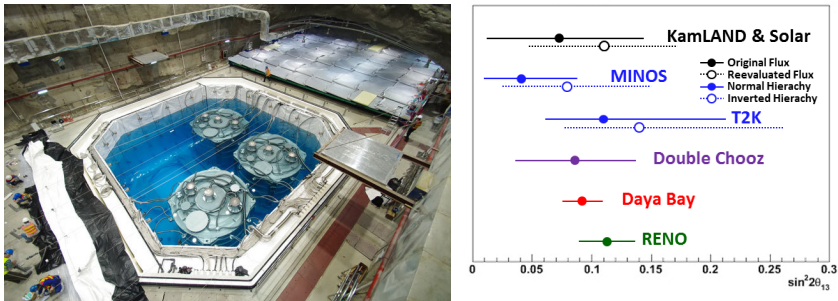 KamLAND & Solar
Original Flux
Reevaluated Flux
MINOS
Normal Hierachy
Inverted Hierachy
T2K
Double Chooz
Daya Bay
RENO
0 0.05 0.1 0.15 0.2 0.25 0.3
sin²2θ₁₃